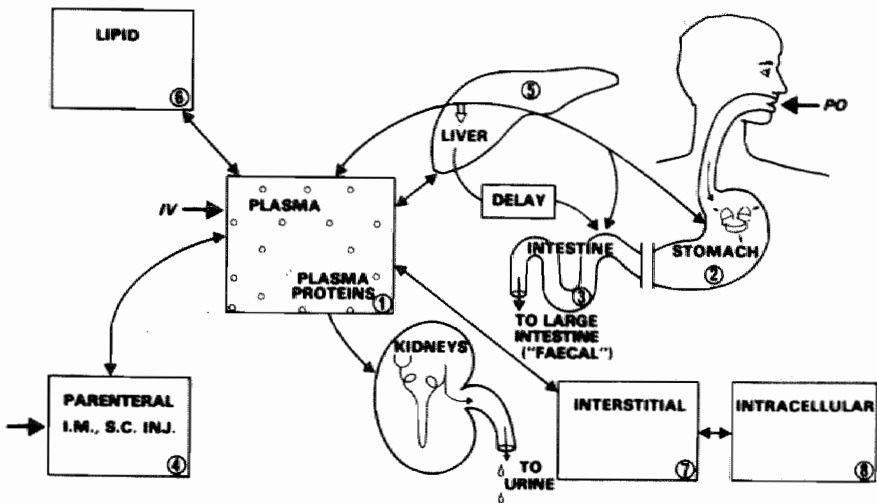 LIPID
⑥
⑤
LIVER
PO
IV
PLASMA
PLASMA
PROTEINS
①
DELAY
INTESTINE
③
STOMACH
②
TO LARGE
INTESTINE
("FAECAL")
KIDNEYS
TO
URINE
PARENTERAL
I.M., S.C. INJ.
④
INTERSTITIAL
⑦
INTRACELLULAR
⑧